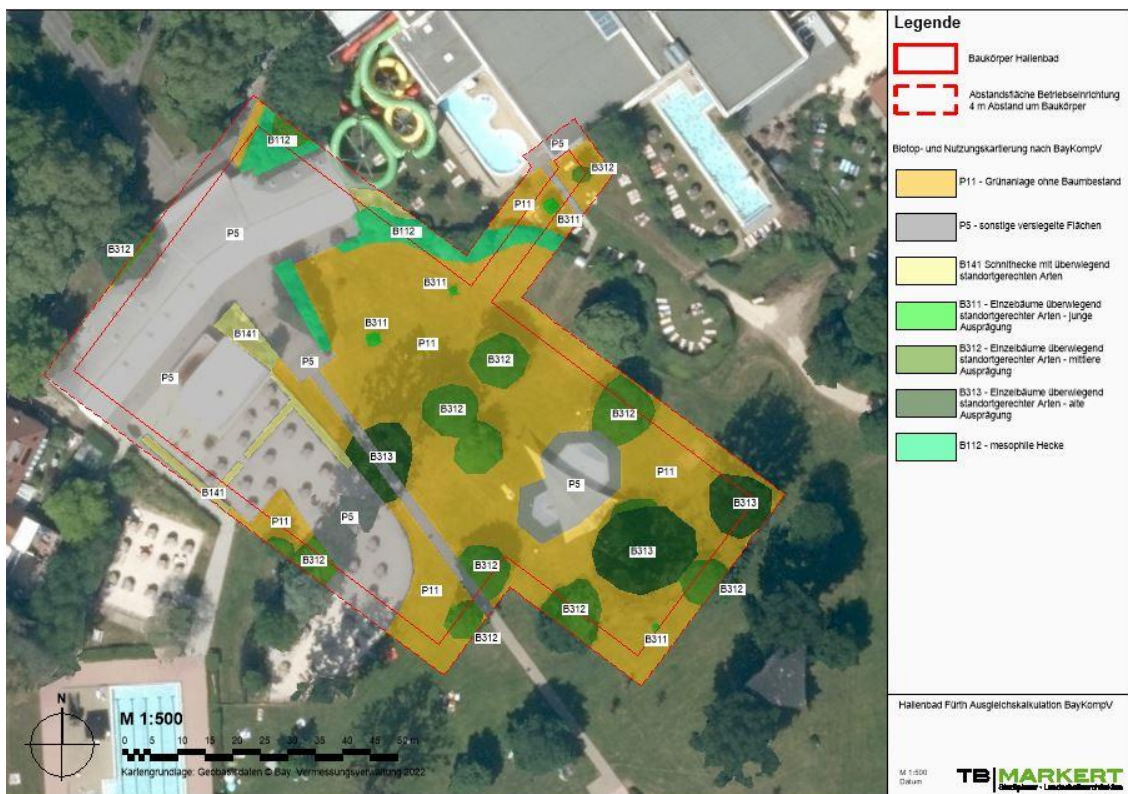 Legende
Baukörper Hallenbad
Abstandsfläche Betriebseinrichtung
4 m Abstand um Baukörper
Biotop- und Nutzungskartierung nach BayKompV
P11 - Grünanlage ohne Baumbestand
P5 - sonstige versiegelte Flächen
B141 Schnitthecke mit überwiegend
standortgerechten Arten
B311 - Einzelbäume überwiegend
standortgerechter Arten - junge
Ausprägung
B312 - Einzelbäume überwiegend
standortgerechter Arten - mittlere
Ausprägung
B313 - Einzelbäume überwiegend
standortgerechter Arten - alte
Ausprägung
B112 - mesophile Hecke
Hallenbad Fürth Ausgleichskalkulation BayKompV
M 1:500
Datum
TB|MARKERT
Stadtplaner - Landschaftsarchitekten
B112
P5
B312
P11
B311
P5
B112
B312
B311
B311
P11
B141
P5
B312
P5
B312
B312
B313
P11
P5
B313
B141
P11
P5
B313
B312
B312
P11
B312
B312
B312
B311
N
M 1:500
0 5 10 15 20 25 30 35 40 45 50 m
Kartengrundlage: Geobasisdaten © Bay. Vermessungsverwaltung 2022